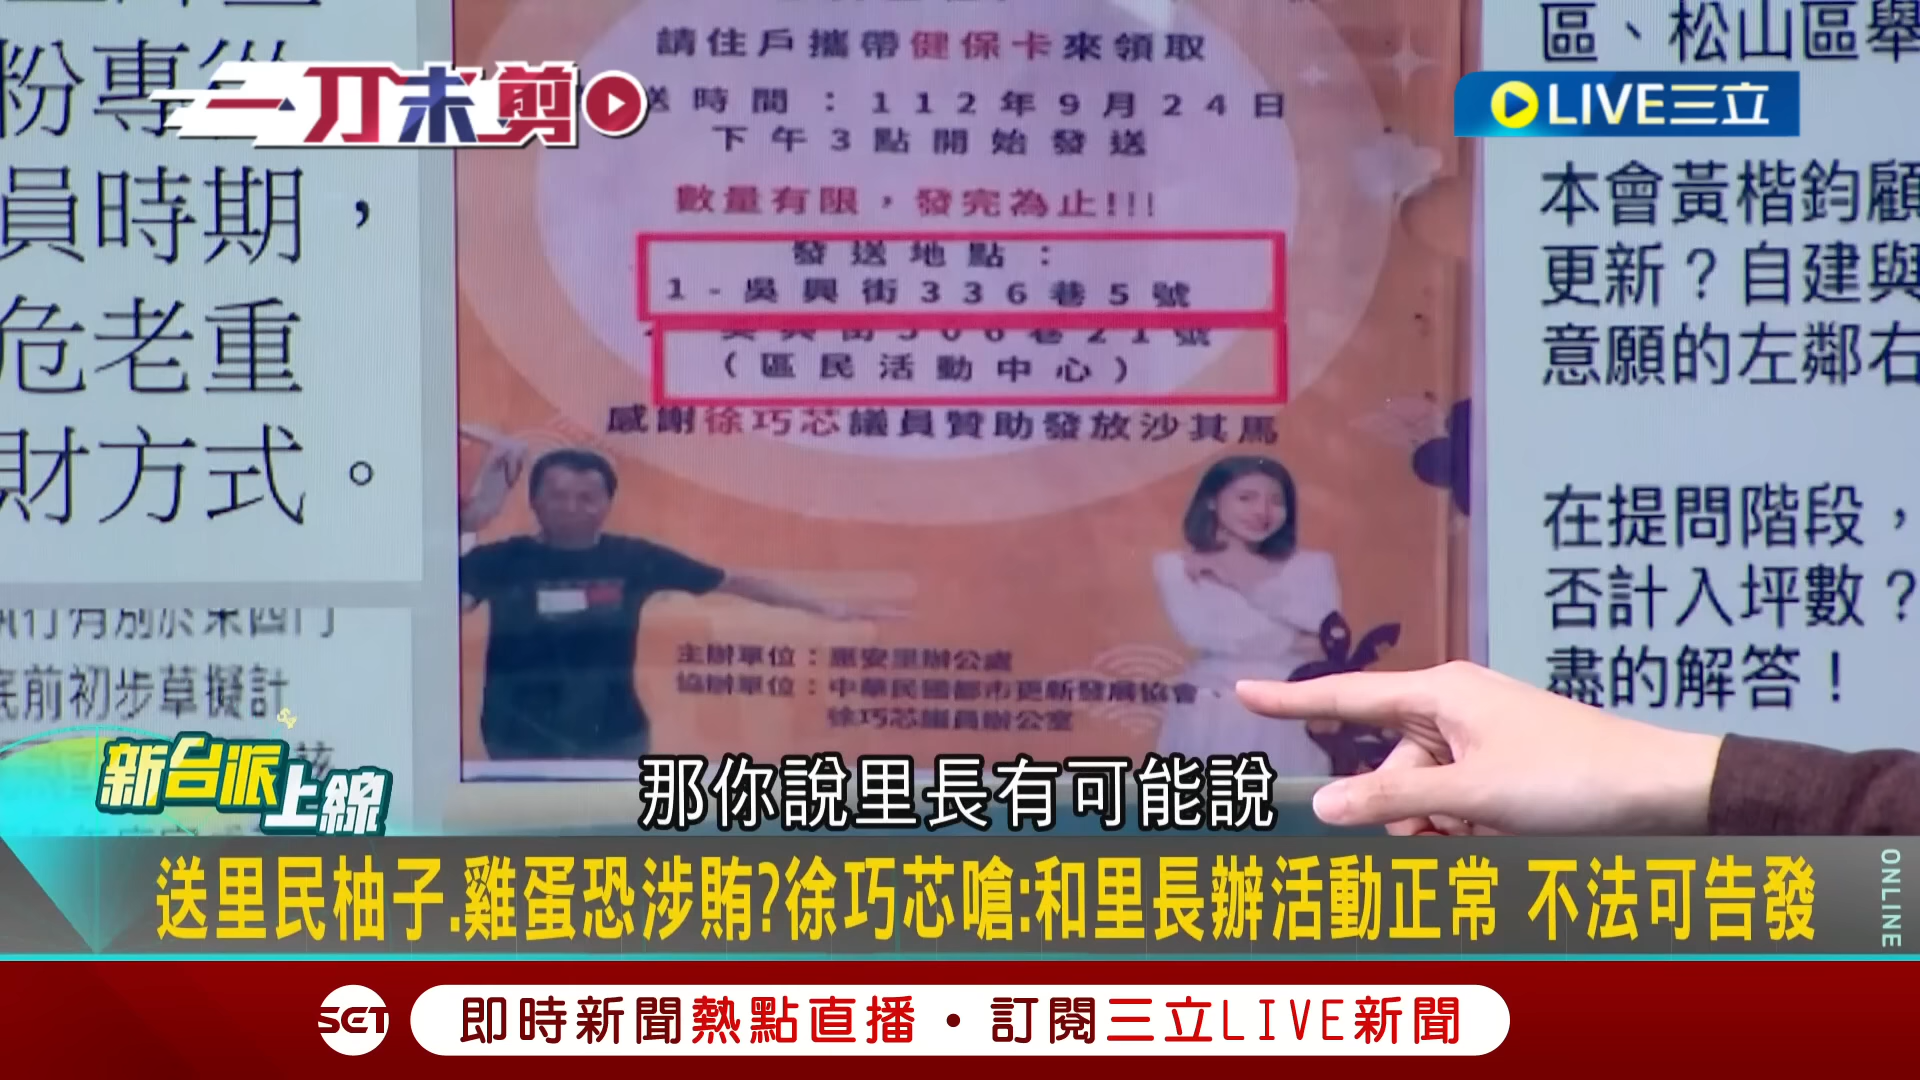 請住戶攜帶健保卡來領取
送時間：112年9月24日
下午3點開始發送
數量有限，發完為止!!!
發送地點：
1-吳興街336巷5號
(區民活動中心)
感謝徐巧芯議員贊助發放沙其馬
主辦單位：
協辦單位：中華民國都市更新發展協會、
徐巧芯議員辦公室
一刀未剪
LIVE三立
粉專從
員時期，
危老重
財方式。
底前初步草擬計
區、松山區舉
本會黃楷鈞顧
更新？自建與
意願的左鄰右
在提問階段，
否計入坪數？
盡的解答！
新台派上線
那你說里長有可能說
送里民柚子.雞蛋恐涉賄?徐巧芯嗆:和里長辦活動正常 不法可告發
ONLINE
SET
即時新聞熱點直播・訂閱三立LIVE新聞